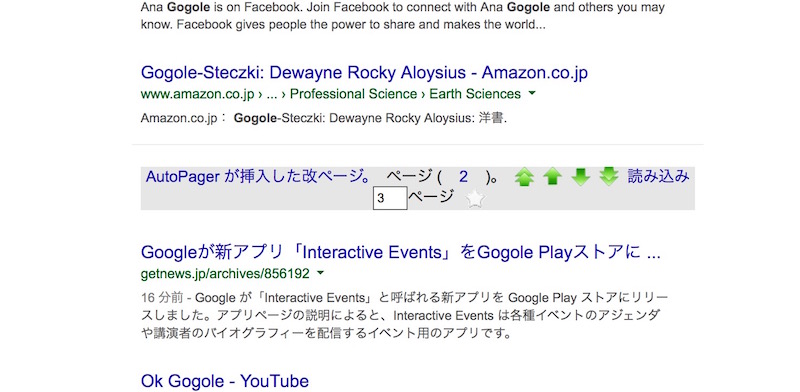 Ana Gogole is on Facebook. Join Facebook to connect with Ana Gogole and others you may
know. Facebook gives people the power to share and makes the world...
Gogole-Steczki: Dewayne Rocky Aloysius - Amazon.co.jp
www.amazon.co.jp › ... › Professional Science › Earth Sciences
Amazon.co.jp： Gogole-Steczki: Dewayne Rocky Aloysius: 洋書.
AutoPager が挿入した改ページ。 ページ ( 2 )。 読み込み
3 ページ
Googleが新アプリ「Interactive Events」をGogole Playストアに ...
getnews.jp/archives/856192
16 分前 - Google が「Interactive Events」と呼ばれる新アプリを Google Play ストアにリリー
スしました。アプリページの説明によると、Interactive Events は各種イベントのアジェンダ
や講演者のバイオグラフィーを配信するイベント用のアプリです。
Ok Gogole - YouTube